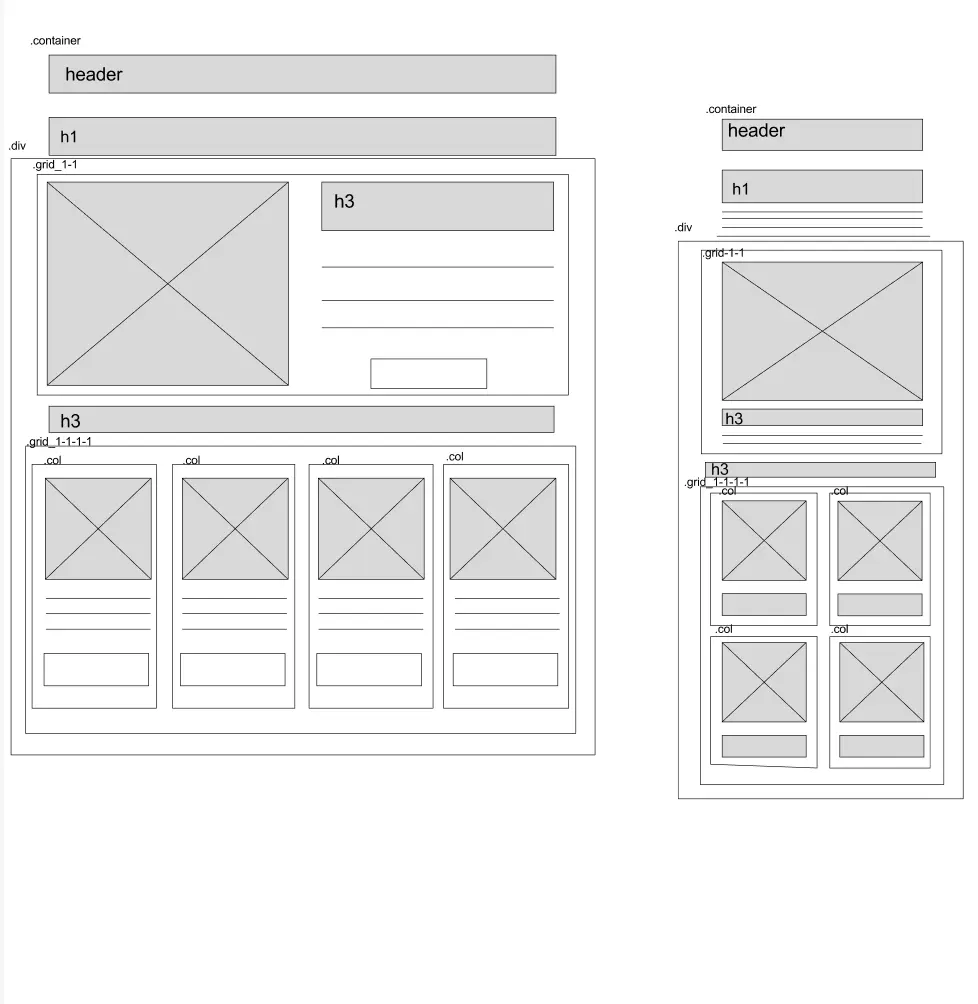 .container
header
h1
.div
.grid_1-1
h3
h3
.grid_1-1-1-1
.col
.col
.col
.col
.container
header
h1
.div
.grid-1-1
h3
h3
.grid_1-1-1-1
.col
.col
.col
.col